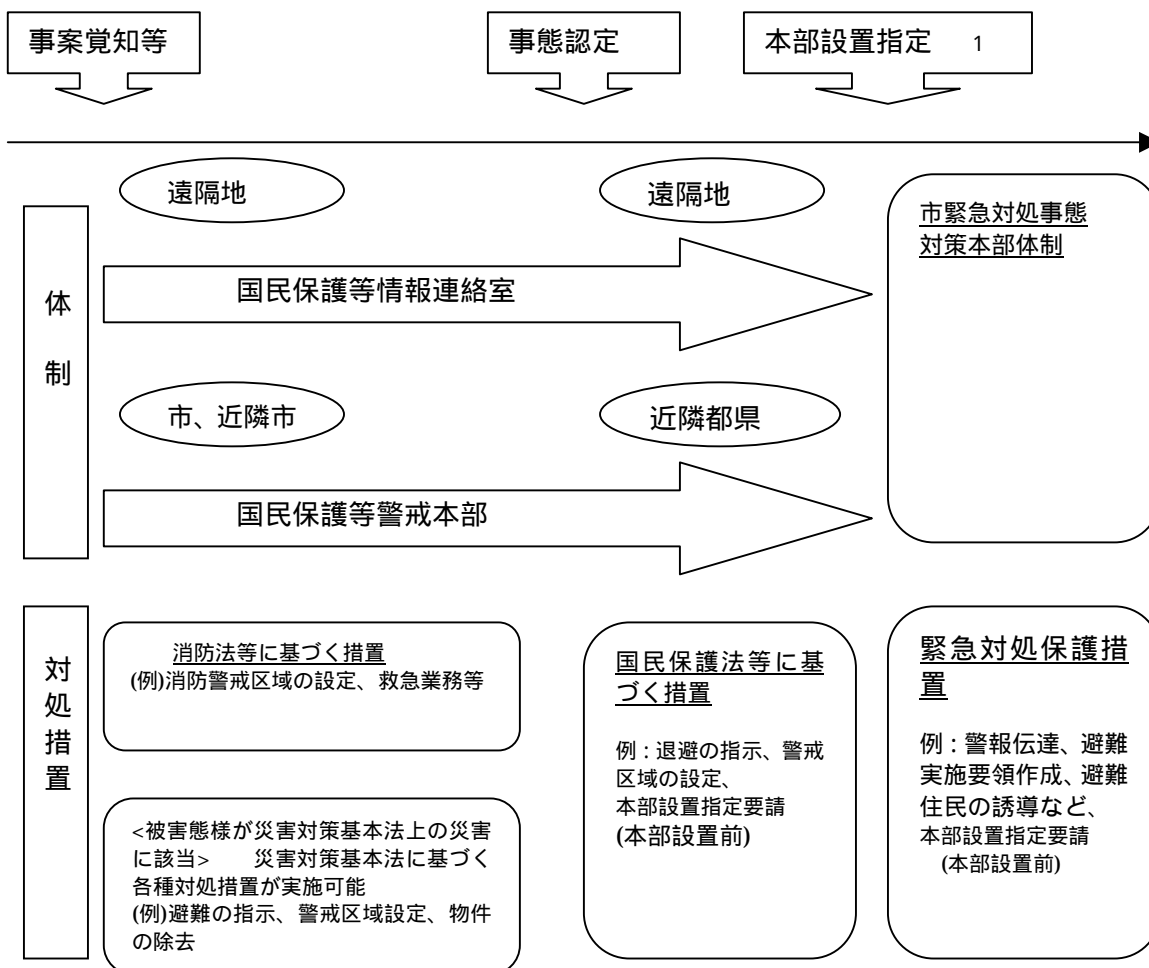 事案覚知等
事態認定
本部設置指定 1
遠隔地
遠隔地
市緊急対処事態
対策本部体制
体
制
国民保護等情報連絡室
市、近隣市
近隣都県
国民保護等警戒本部
対
処
措
置
消防法等に基づく措置
(例)消防警戒区域の設定、救急業務等
<被害態様が災害対策基本法上の災害
に該当> 災害対策基本法に基づく
各種対処措置が実施可能
(例)避難の指示、警戒区域設定、物件
の除去
国民保護法等に基
づく措置
例：退避の指示、警戒
区域の設定、
本部設置指定要請
(本部設置前)
緊急対処保護措
置
例：警報伝達、避難
実施要領作成、避難
住民の誘導など、
本部設置指定要請
(本部設置前)